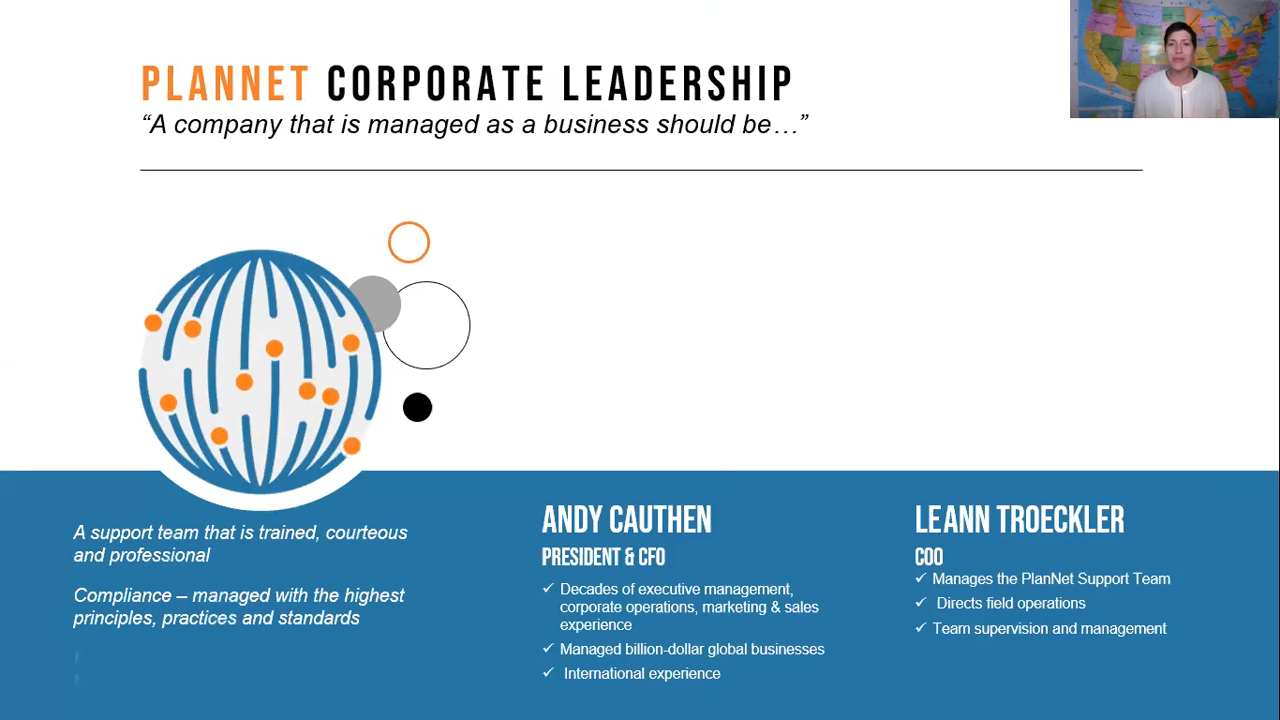 PLANNET CORPORATE LEADERSHIP
“A company that is managed as a business should be…”
A support team that is trained, courteous
and professional
Compliance – managed with the highest
principles, practices and standards
ANDY CAUTHEN
PRESIDENT & CFO
✓ Decades of executive management,
corporate operations, marketing & sales
experience
✓ Managed billion-dollar global businesses
✓ International experience
LEANN TROECKLER
COO
✓ Manages the PlanNet Support Team
✓ Directs field operations
✓ Team supervision and management